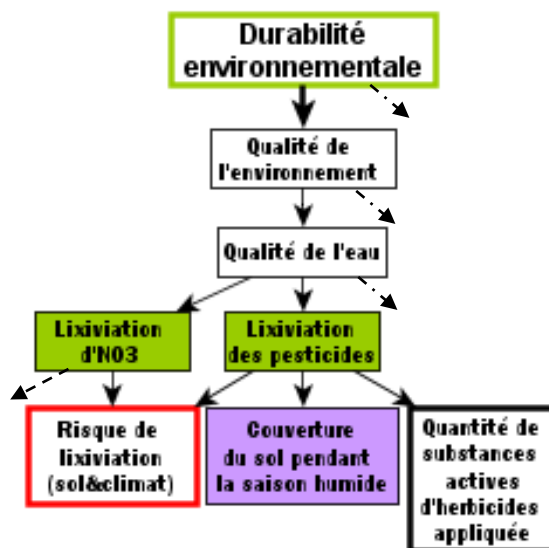 Durabilité
environnementale
Qualité de
l'environnement
Qualité de l'eau
Lixiviation
d'NO3
Lixiviation
des pesticides
Risque de
lixiviation
(sol&climat)
Couverture
du sol pendant
la saison humide
Quantité de
substances
actives
d'herbicides
appliquée